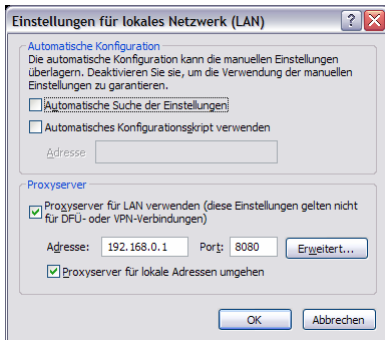 Einstellungen für lokales Netzwerk (LAN)
Automatische Konfiguration
Die automatische Konfiguration kann die manuellen Einstellungen
überlagern. Deaktivieren Sie sie, um die Verwendung der manuellen
Einstellungen zu garantieren.
Automatische Suche der Einstellungen
Automatisches Konfigurationsskript verwenden
Adresse
Proxyserver
Proxyserver für LAN verwenden (diese Einstellungen gelten nicht
für DFÜ- oder VPN-Verbindungen)
Adresse: 192.168.0.1 Port: 8080 Erweitert...
Proxyserver für lokale Adressen umgehen
OK Abbrechen